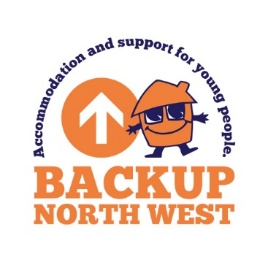 Accommodation and support for young people.
BACKUP
NORTH WEST